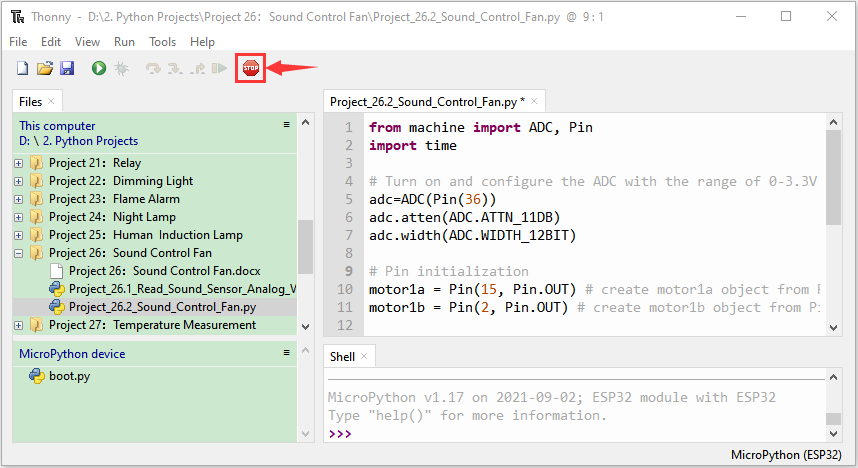 Thonny - D:\2. Python Projects\Project 26：Sound Control Fan\Project_26.2_Sound_Control_Fan.py @ 9 : 1
File Edit View Run Tools Help
STOP
Files
This computer
D: \ 2. Python Projects
Project 21：Relay
Project 22：Dimming Light
Project 23：Flame Alarm
Project 24：Night Lamp
Project 25：Human Induction Lamp
Project 26：Sound Control Fan
Project 26：Sound Control Fan.docx
Project_26.1_Read_Sound_Sensor_Analog_V
Project_26.2_Sound_Control_Fan.py
Project 27：Temperature Measurement
MicroPython device
boot.py
Project_26.2_Sound_Control_Fan.py *
1 from machine import ADC, Pin
2 import time
3
4 # Turn on and configure the ADC with the range of 0-3.3V
5 adc=ADC(Pin(36))
6 adc.atten(ADC.ATTN_11DB)
7 adc.width(ADC.WIDTH_12BIT)
8
9 # Pin initialization
10 motor1a = Pin(15, Pin.OUT) # create motor1a object from
11 motor1b = Pin(2, Pin.OUT) # create motor1b object from Pi
12
Shell
MicroPython v1.17 on 2021-09-02; ESP32 module with ESP32
Type "help()" for more information.
>>>
MicroPython (ESP32)